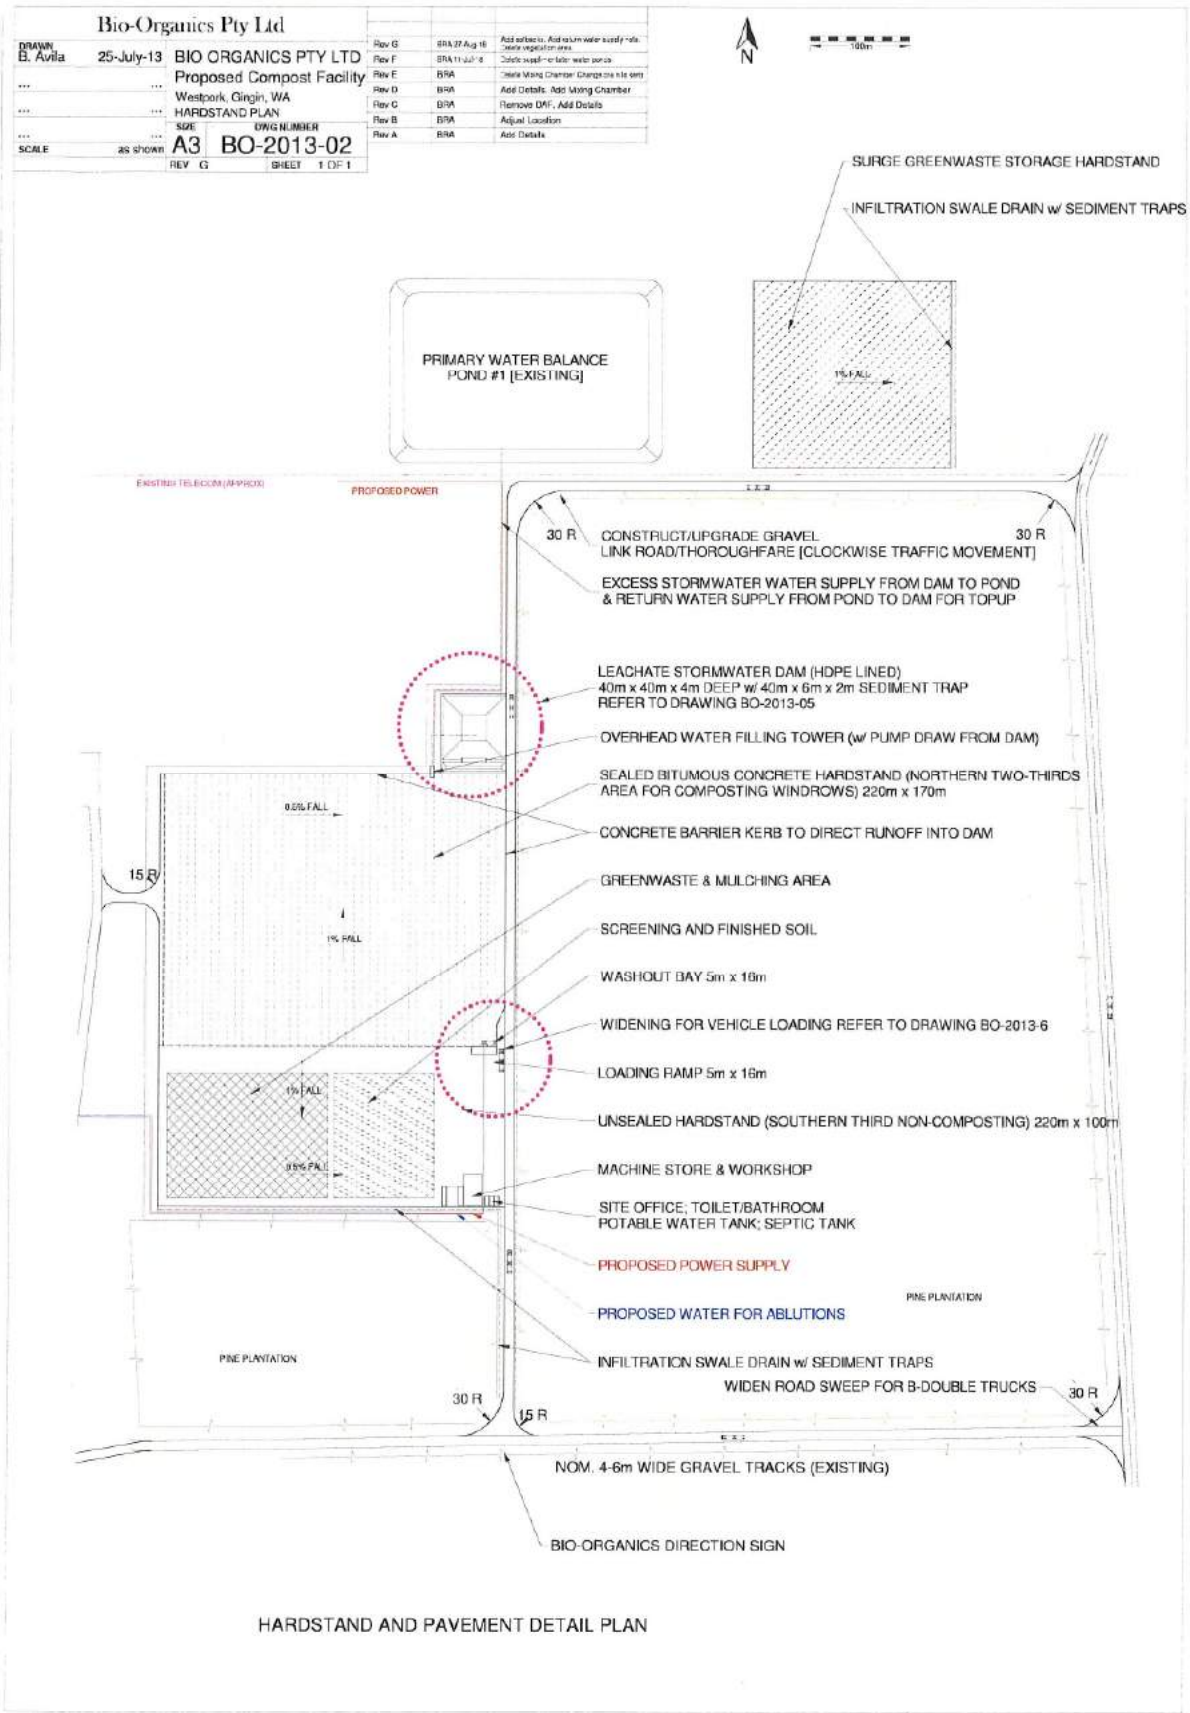 Bio-Organics Pty Ltd
DRAWN
B. Avila 25-July-13
BIO ORGANICS PTY LTD
Proposed Compost Facility
Westpork, Gingin, WA
HARDSTAND PLAN
... ...
... ...
... ...
SIZE DWG NUMBER
A3 BO-2013-02
SCALE as shown
REV G SHEET 1 OF 1
Rev G BRA 27 Aug 18
Rev F BRA
Rev E BRA
Rev D BRA Add Details. Add Mixing Chamber
Rev C BRA Remove DAF, Add Details
Rev B BRA Adjust Location
Rev A BRA Add Details
N
100m
SURGE GREENWASTE STORAGE HARDSTAND
INFILTRATION SWALE DRAIN w/ SEDIMENT TRAPS
PRIMARY WATER BALANCE
POND #1 [EXISTING]
1% FALL
EXISTING TELECOM (APPROX)
PROPOSED POWER
30 R
CONSTRUCT/UPGRADE GRAVEL
LINK ROAD/THOROUGHFARE [CLOCKWISE TRAFFIC MOVEMENT]
30 R
EXCESS STORMWATER WATER SUPPLY FROM DAM TO POND
& RETURN WATER SUPPLY FROM POND TO DAM FOR TOPUP
LEACHATE STORMWATER DAM (HDPE LINED)
40m x 40m x 4m DEEP w/ 40m x 6m x 2m SEDIMENT TRAP
REFER TO DRAWING BO-2013-05
OVERHEAD WATER FILLING TOWER (w/ PUMP DRAW FROM DAM)
SEALED BITUMOUS CONCRETE HARDSTAND (NORTHERN TWO-THIRDS
AREA FOR COMPOSTING WINDROWS) 220m x 170m
0.5% FALL
CONCRETE BARRIER KERB TO DIRECT RUNOFF INTO DAM
15 R
GREENWASTE & MULCHING AREA
SCREENING AND FINISHED SOIL
1% FALL
WASHOUT BAY 5m x 16m
WIDENING FOR VEHICLE LOADING REFER TO DRAWING BO-2013-6
LOADING RAMP 5m x 16m
1% FALL
UNSEALED HARDSTAND (SOUTHERN THIRD NON-COMPOSTING) 220m x 100m
0.5% FALL
MACHINE STORE & WORKSHOP
SITE OFFICE; TOILET/BATHROOM
POTABLE WATER TANK; SEPTIC TANK
PROPOSED POWER SUPPLY
PINE PLANTATION
PROPOSED WATER FOR ABLUTIONS
PINE PLANTATION
INFILTRATION SWALE DRAIN w/ SEDIMENT TRAPS
WIDEN ROAD SWEEP FOR B-DOUBLE TRUCKS
30 R
30 R
15 R
NOM. 4-6m WIDE GRAVEL TRACKS (EXISTING)
BIO-ORGANICS DIRECTION SIGN
HARDSTAND AND PAVEMENT DETAIL PLAN